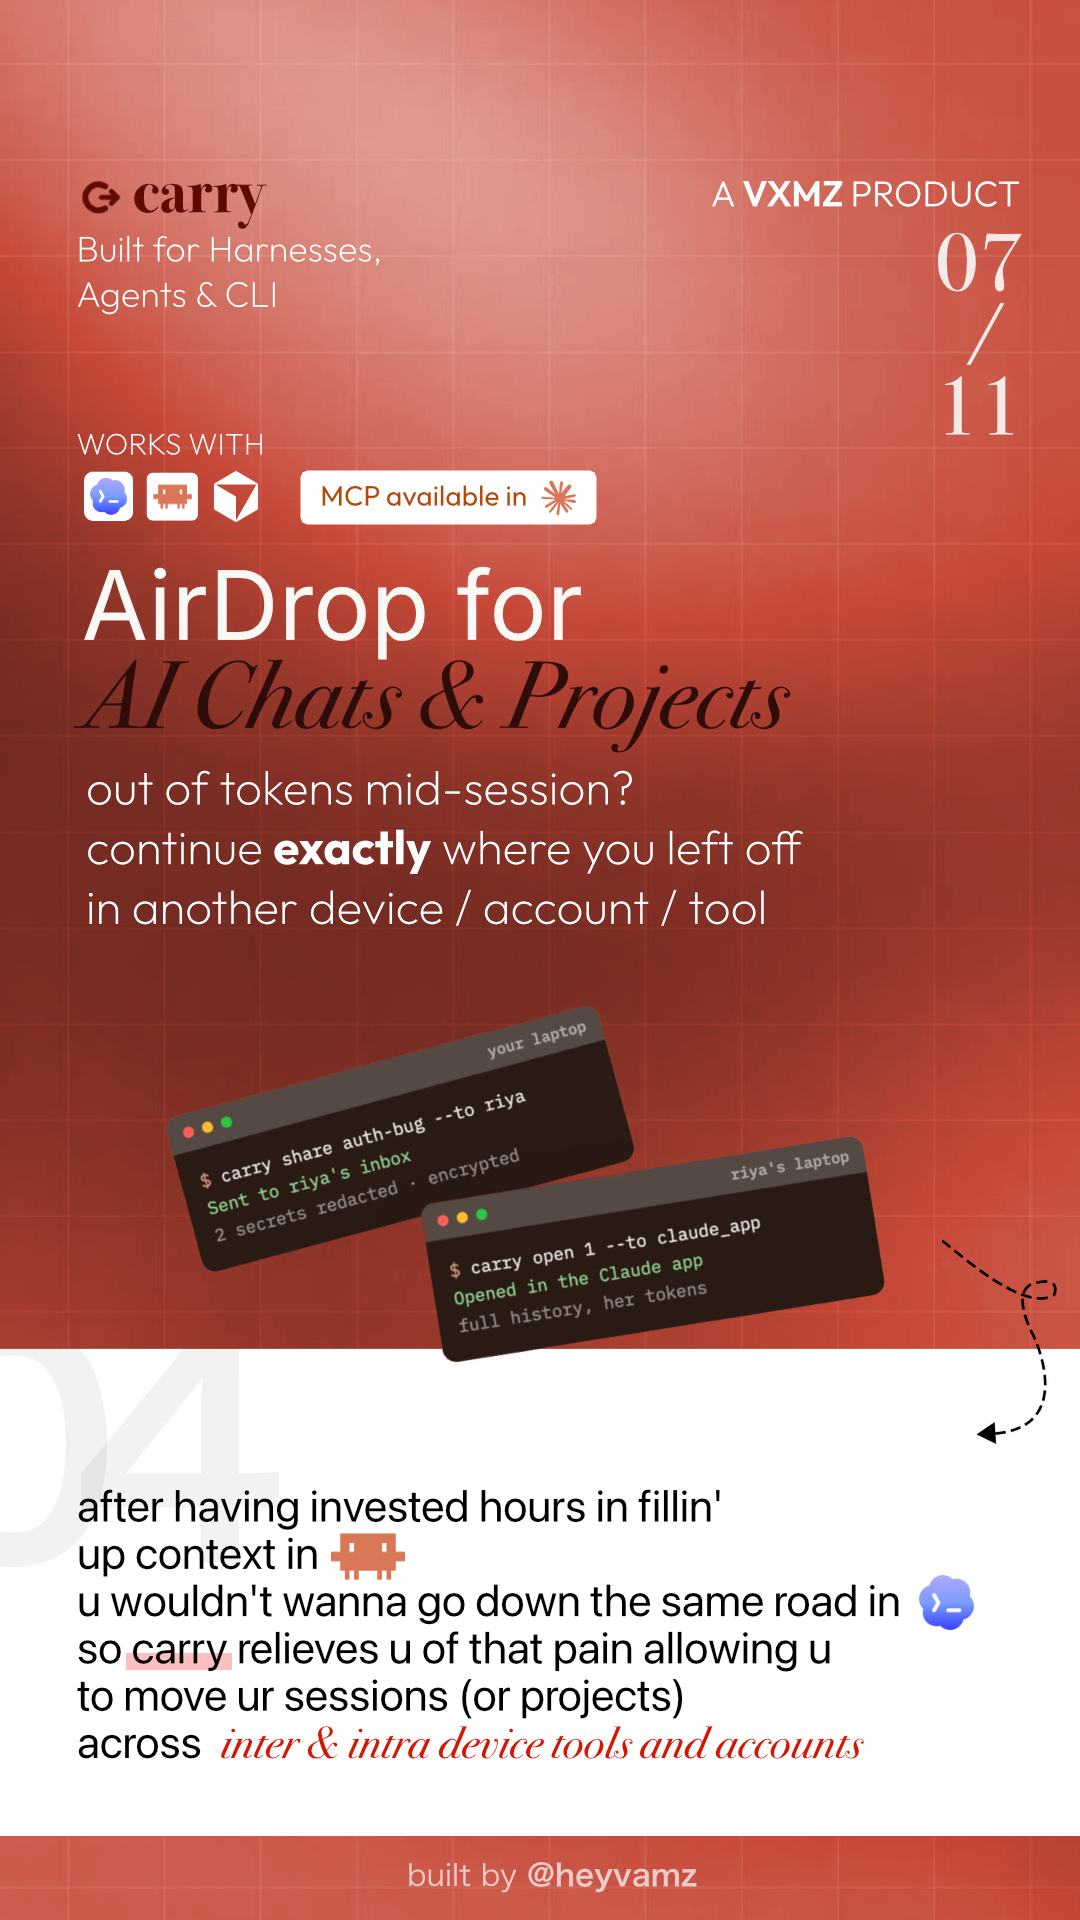 carry
Built for Harnesses,
Agents & CLI
A VXMZ PRODUCT
07
/
11
WORKS WITH
MCP available in
AirDrop for
AI Chats & Projects
out of tokens mid-session?
continue exactly where you left off
in another device / account / tool
your laptop
$ carry share auth-bug --to riya
Sent to riya's inbox
2 secrets redacted · encrypted
riya's laptop
$ carry open 1 --to claude_app
Opened in the Claude app
full history, her tokens
04
after having invested hours in fillin'
up context in
u wouldn't wanna go down the same road in
so carry relieves u of that pain allowing u
to move ur sessions (or projects)
across inter & intra device tools and accounts
built by @heyvamz